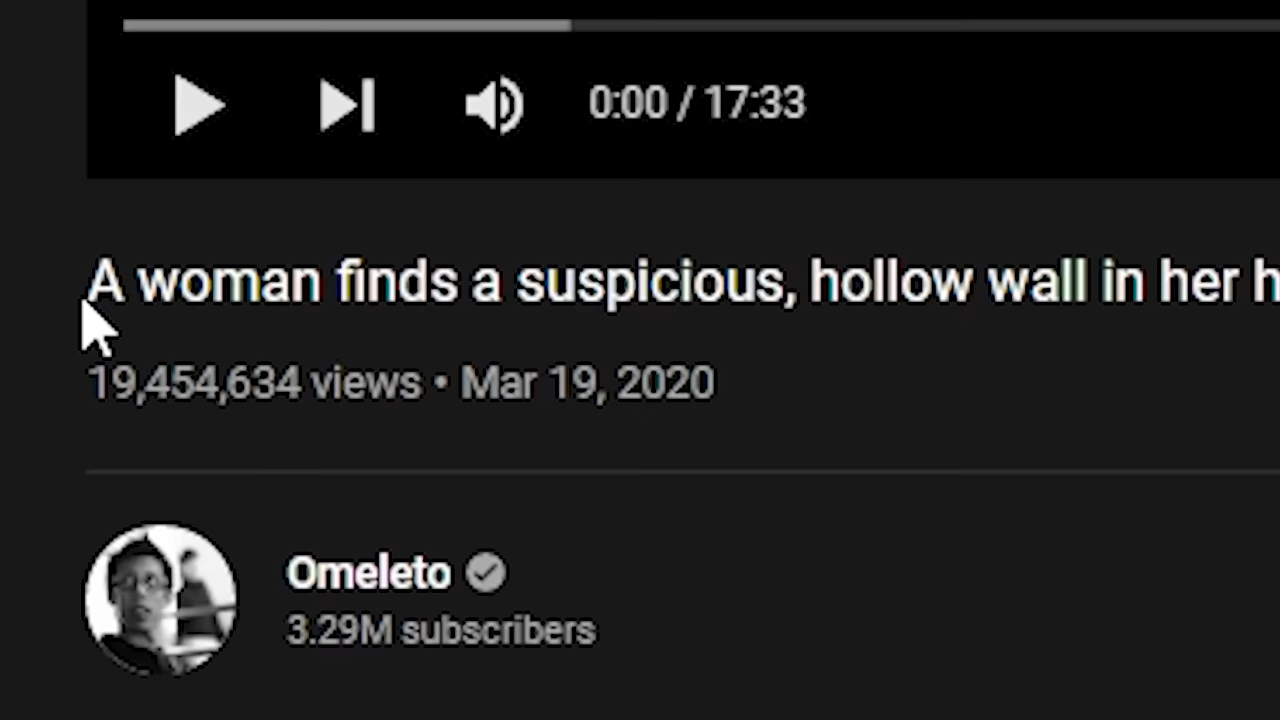 0:00 / 17:33
A woman finds a suspicious, hollow wall in her h
19,454,634 views • Mar 19, 2020
Omeleto
3.29M subscribers